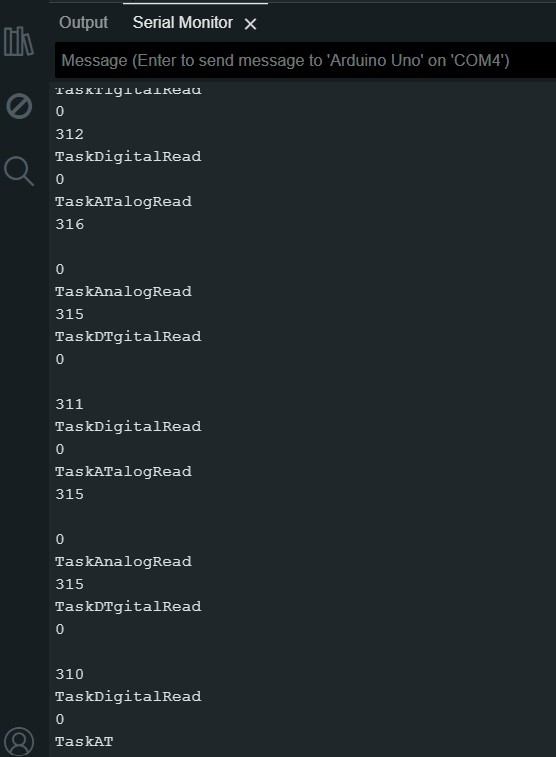 Output
Serial Monitor
Message (Enter to send message to 'Arduino Uno' on 'COM4')
TaskTigitalRead
0
312
TaskDigitalRead
0
TaskATalogRead
316
0
TaskAnalogRead
315
TaskDTgitalRead
0
311
TaskDigitalRead
0
TaskATalogRead
315
0
TaskAnalogRead
315
TaskDTgitalRead
0
310
TaskDigitalRead
0
TaskAT